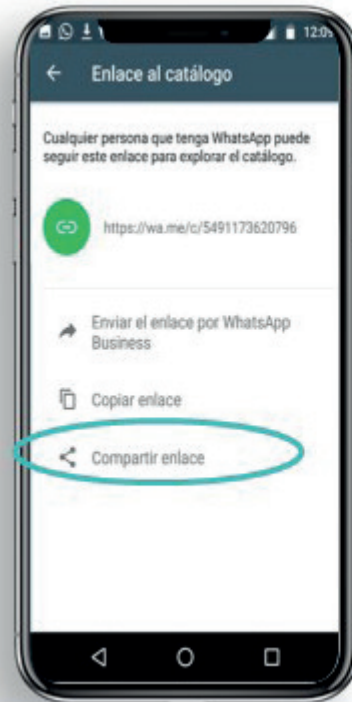 12:09
Enlace al catálogo
Cualquier persona que tenga WhatsApp puede
seguir este enlace para explorar el catálogo.
https://wa.me/c/5491173620796
Enviar el enlace por WhatsApp
Business
Copiar enlace
Compartir enlace